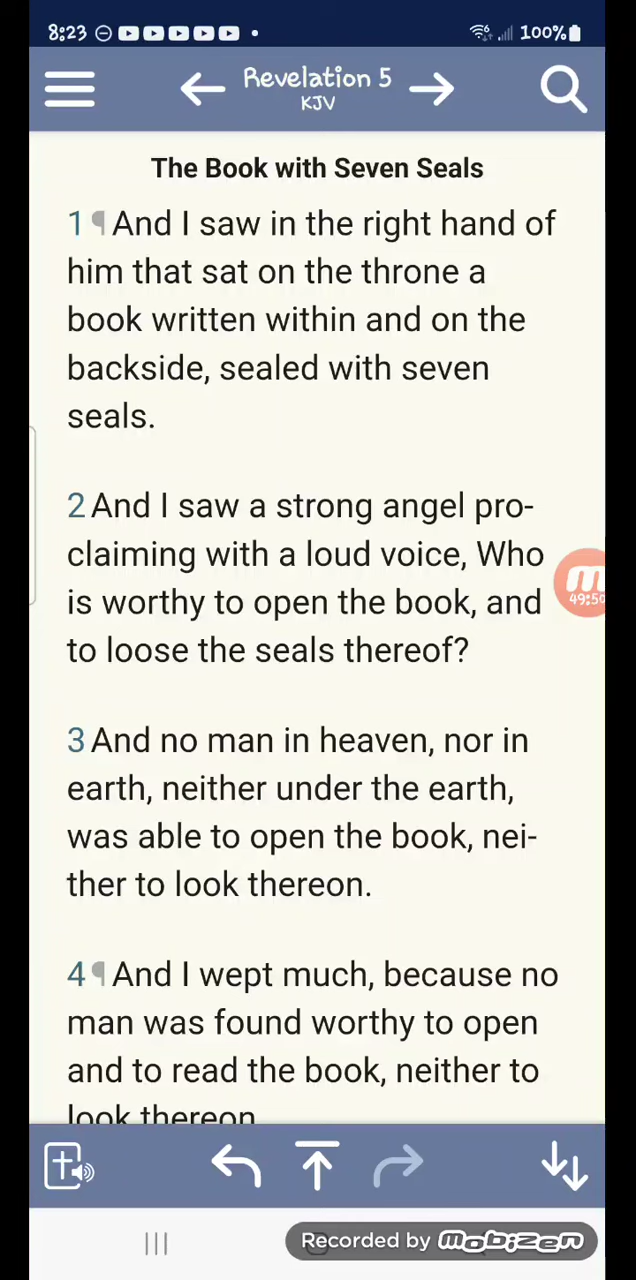 8:23 100%
Revelation 5
KJV
The Book with Seven Seals
1 ¶ And I saw in the right hand of
him that sat on the throne a
book written within and on the
backside, sealed with seven
seals.
2 And I saw a strong angel pro-
claiming with a loud voice, Who
is worthy to open the book, and
to loose the seals thereof?
49:50
3 And no man in heaven, nor in
earth, neither under the earth,
was able to open the book, nei-
ther to look thereon.
4 ¶ And I wept much, because no
man was found worthy to open
and to read the book, neither to
look thereon
Recorded by mobizen